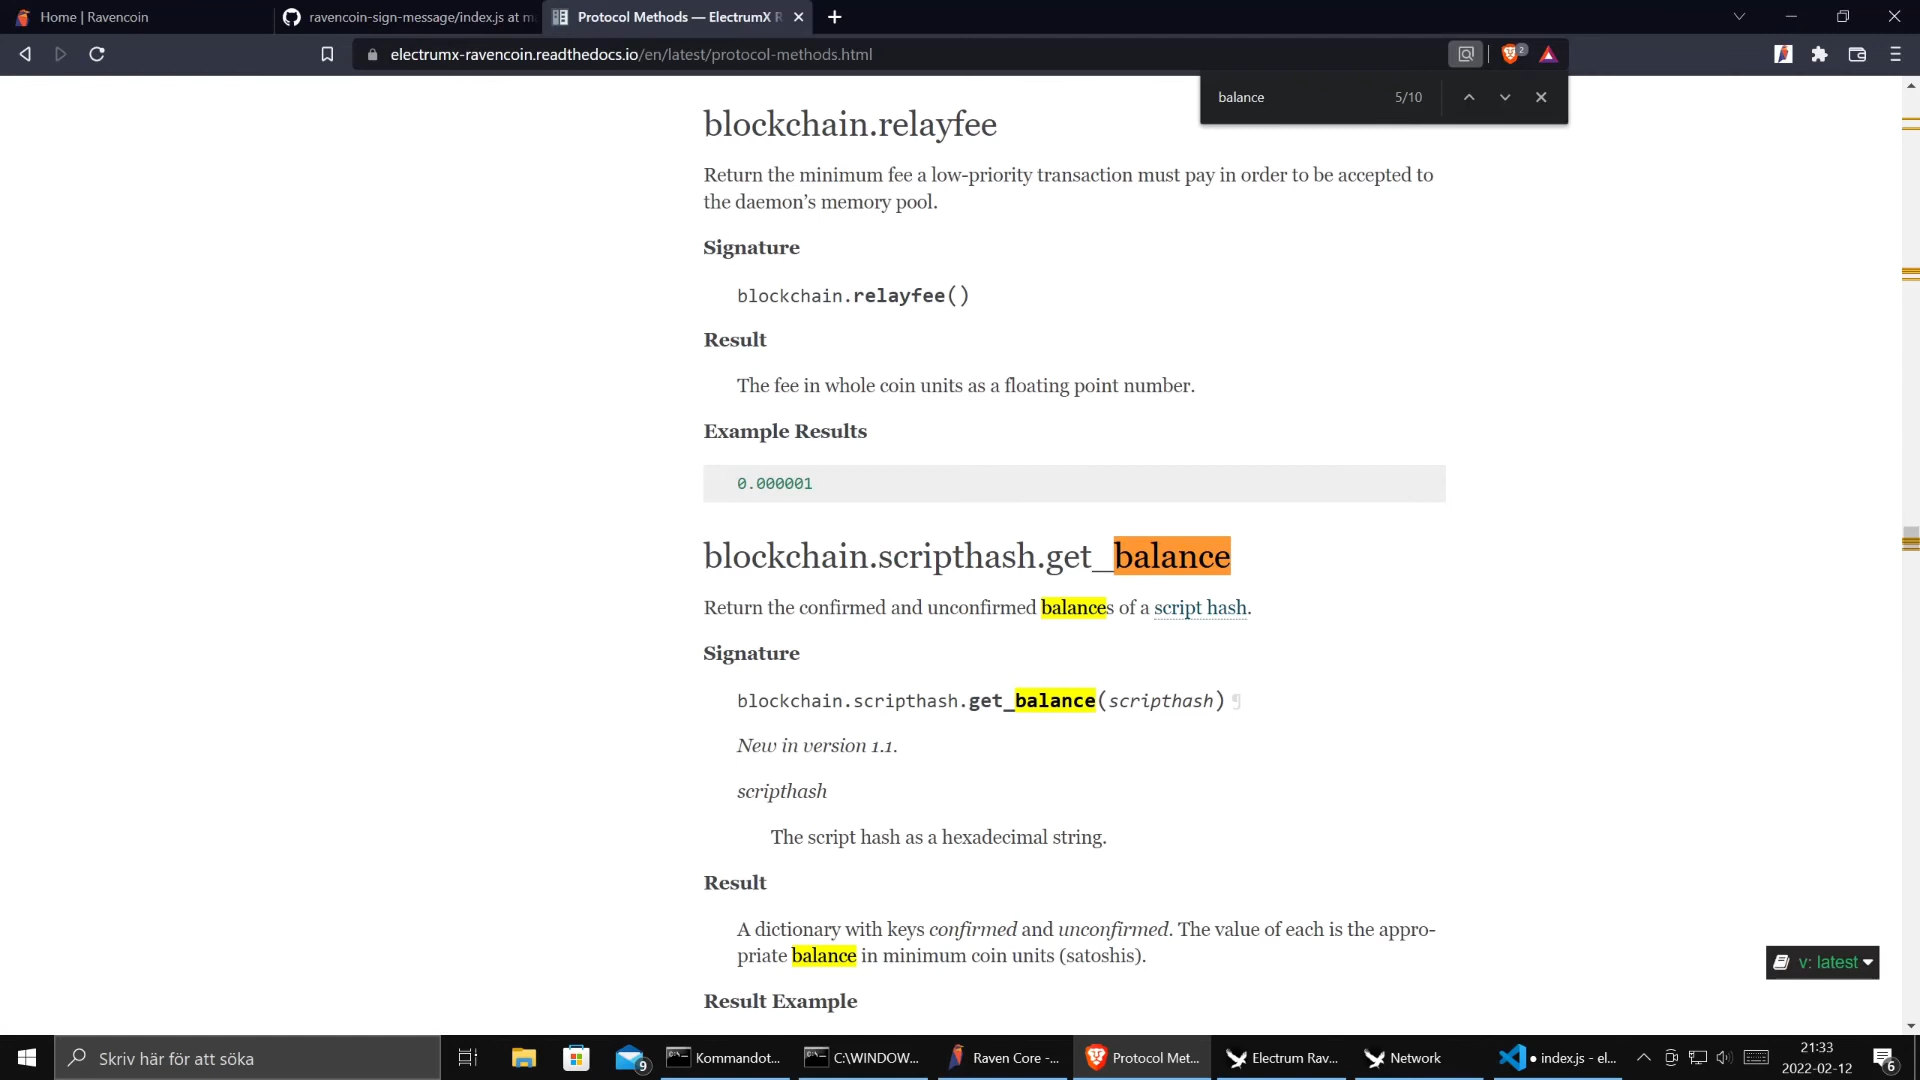 Home | Ravencoin
ravencoin-sign-message/index.js at m
Protocol Methods — ElectrumX R
electrumx-ravencoin.readthedocs.io/en/latest/protocol-methods.html
2
balance
5/10
blockchain.relayfee
Return the minimum fee a low-priority transaction must pay in order to be accepted to
the daemon’s memory pool.
Signature
blockchain.relayfee()
Result
The fee in whole coin units as a floating point number.
Example Results
0.000001
blockchain.scripthash.get_balance
Return the confirmed and unconfirmed balances of a script hash.
Signature
blockchain.scripthash.get_balance(scripthash) ¶
New in version 1.1.
scripthash
The script hash as a hexadecimal string.
Result
A dictionary with keys confirmed and unconfirmed. The value of each is the appro-
priate balance in minimum coin units (satoshis).
v: latest
Result Example
Skriv här för att söka
9
Kommandot...
C:\WINDOW...
Raven Core -...
Protocol Met...
Electrum Rav...
Network
• index.js - el...
21:33
2022-02-12
6